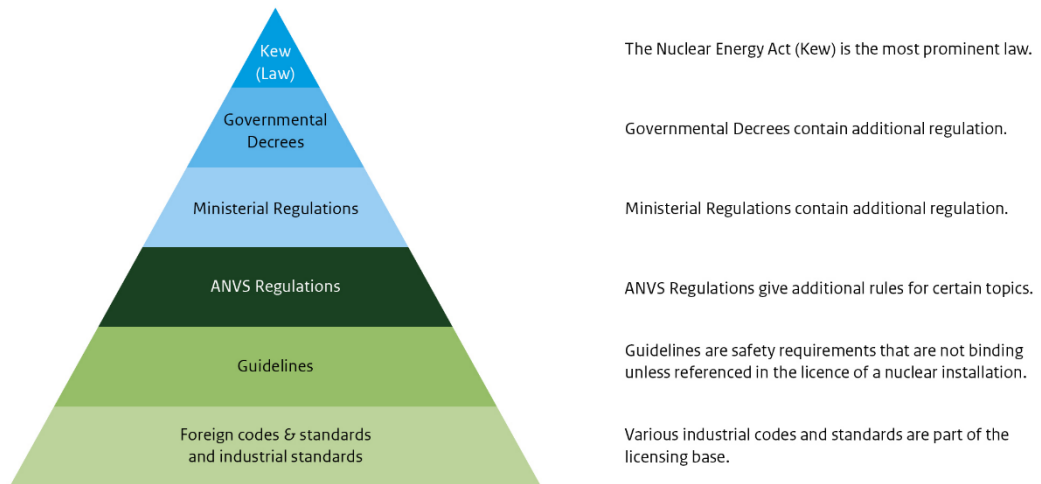 Kew
(Law)
The Nuclear Energy Act (Kew) is the most prominent law.
Governmental
Decrees
Governmental Decrees contain additional regulation.
Ministerial Regulations
Ministerial Regulations contain additional regulation.
ANVS Regulations
ANVS Regulations give additional rules for certain topics.
Guidelines
Guidelines are safety requirements that are not binding
unless referenced in the licence of a nuclear installation.
Foreign codes & standards
and industrial standards
Various industrial codes and standards are part of the
licensing base.